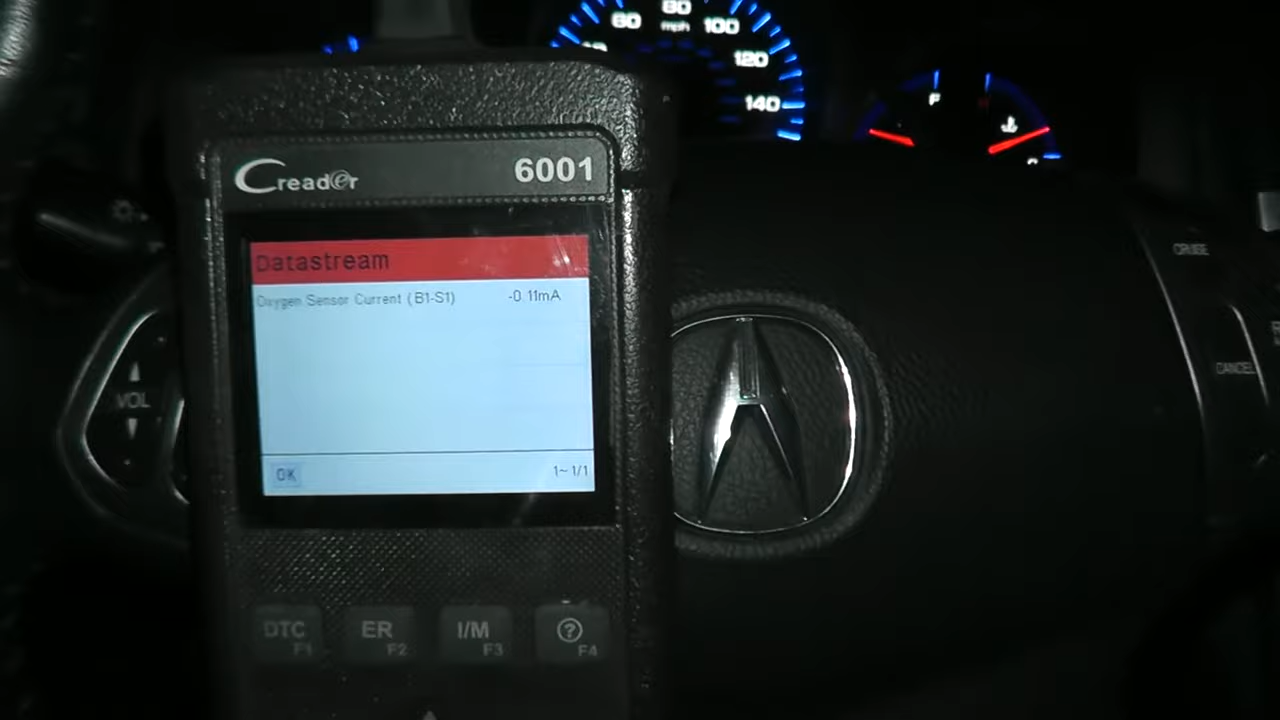 60
80
100
mph
120
140
F
Creader
6001
Datastream
Oxygen Sensor Current (B1-S1) -0.11mA
OK
1~1/1
VOL
CRUISE
CANCEL
DTC
F1
ER
F2
I/M
F3
?
F4